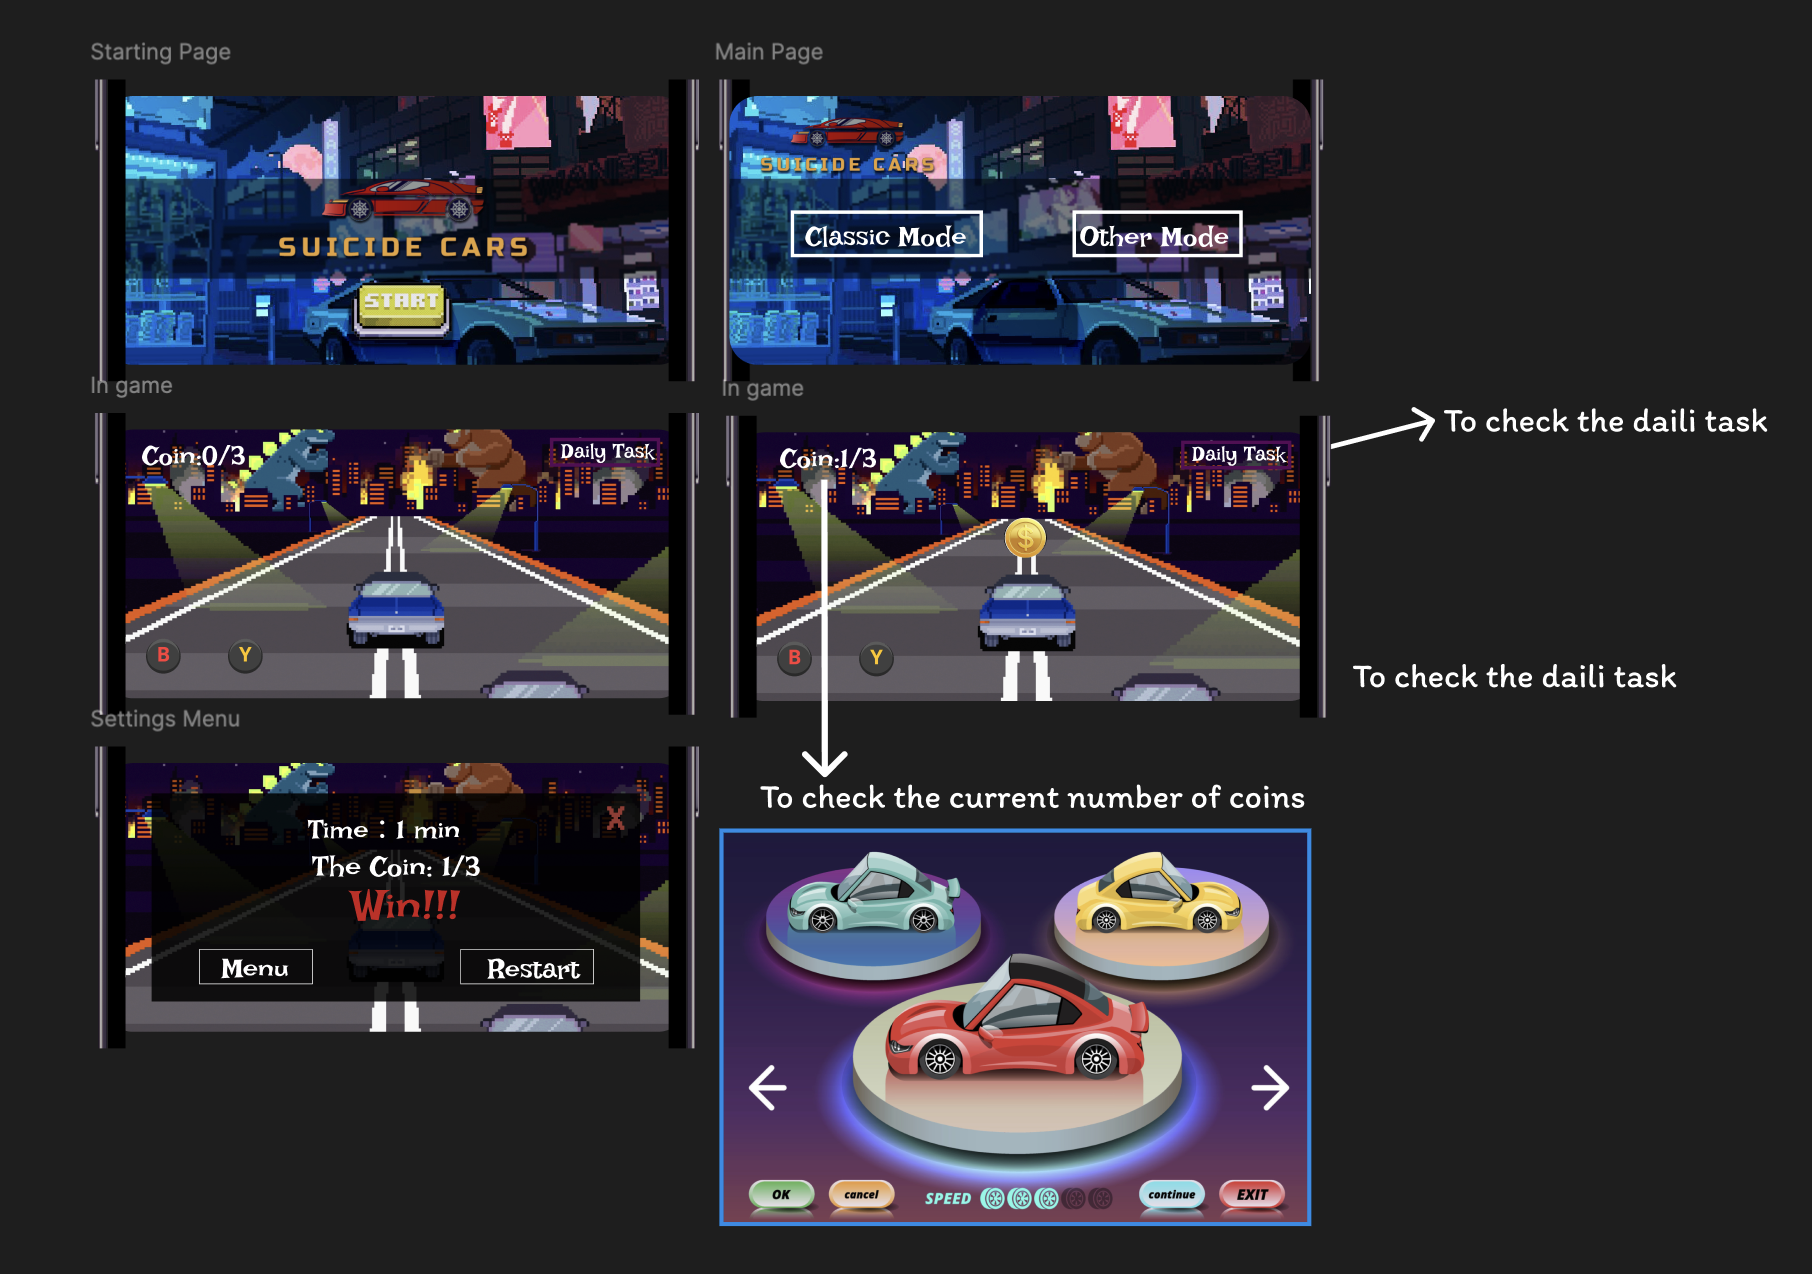 Starting Page
SUICIDE CARS
START
Main Page
SUICIDE CARS
Classic Mode
Other Mode
In game
Coin:0/3
Daily Task
B
Y
In game
Coin:1/3
Daily Task
B
Y
To check the daili task
To check the daili task
To check the current number of coins
Settings Menu
Time : 1 min
X
The Coin: 1/3
Win!!!
Menu
Restart
OK
cancel
SPEED
continue
EXIT